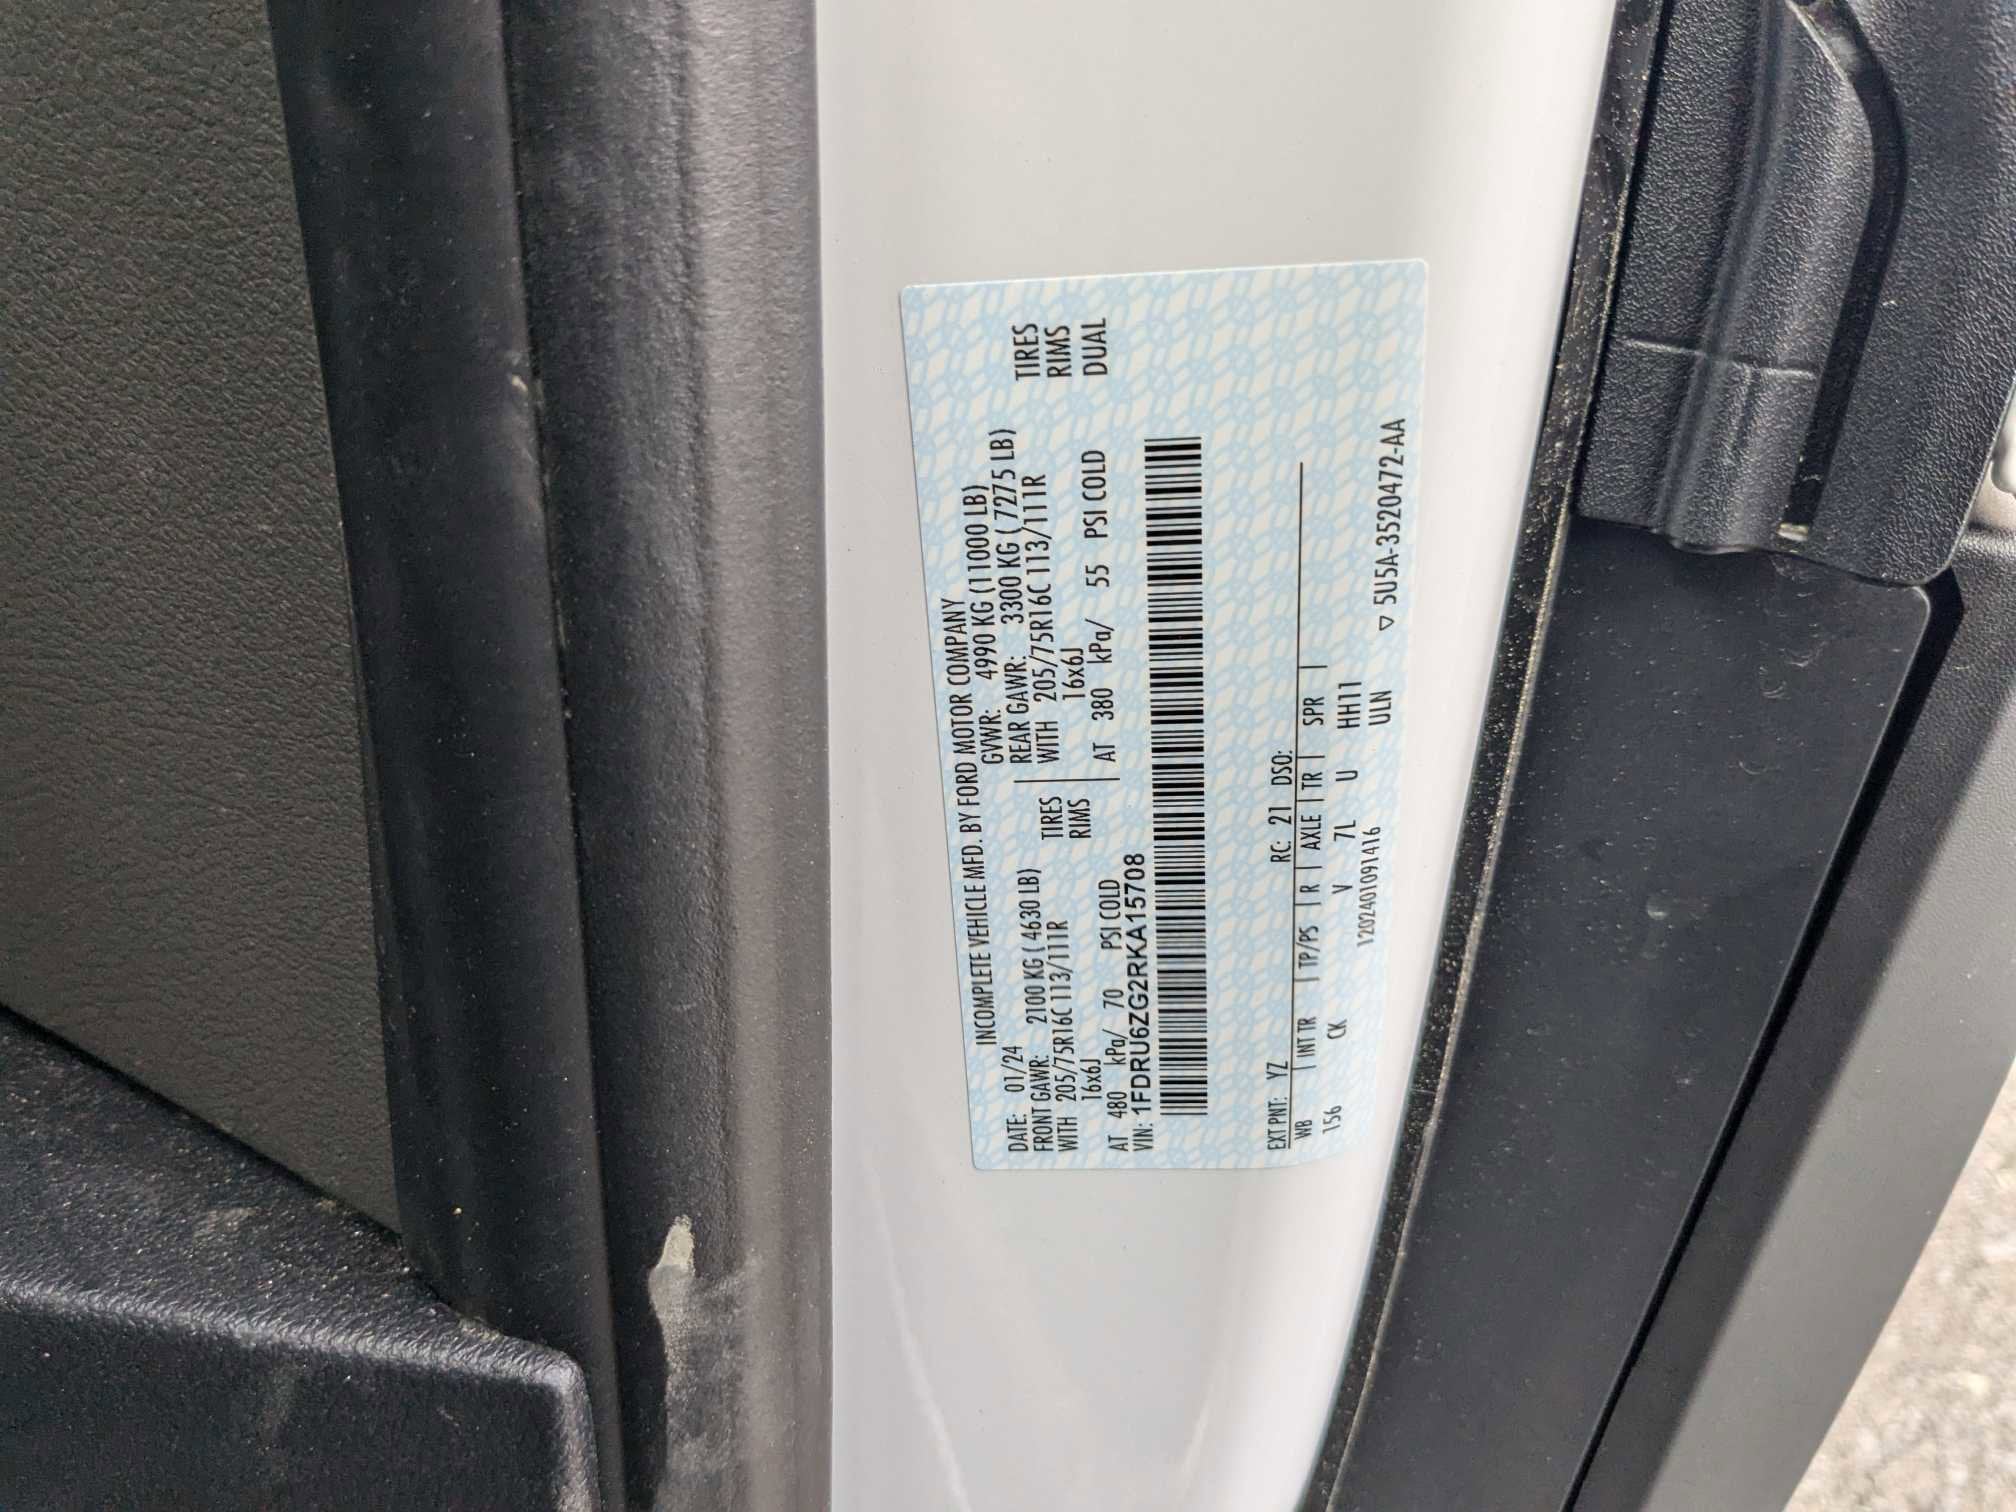 INCOMPLETE VEHICLE MFD. BY FORD MOTOR COMPANY
DATE: 01/24 GVWR: 4990 KG (11000 LB)
FRONT GAWR: 2100 KG ( 4630 LB) REAR GAWR: 3300 KG ( 7275 LB)
WITH 205/75R16C 113/111R TIRES WITH 205/75R16C 113/111R TIRES
16x6J RIMS 16x6J RIMS
AT 480 kPa/ 70 PSI COLD AT 380 kPa/ 55 PSI COLD DUAL
VIN: 1FDRU6ZG2RKA15708
EXT PNT: YZ RC: 21 DSO:
WB | INT TR | TP/PS | R | AXLE | TR | SPR |
156 CK V 7L U HH11
1202401091416 ULN
▽ 5U5A-3520472-AA